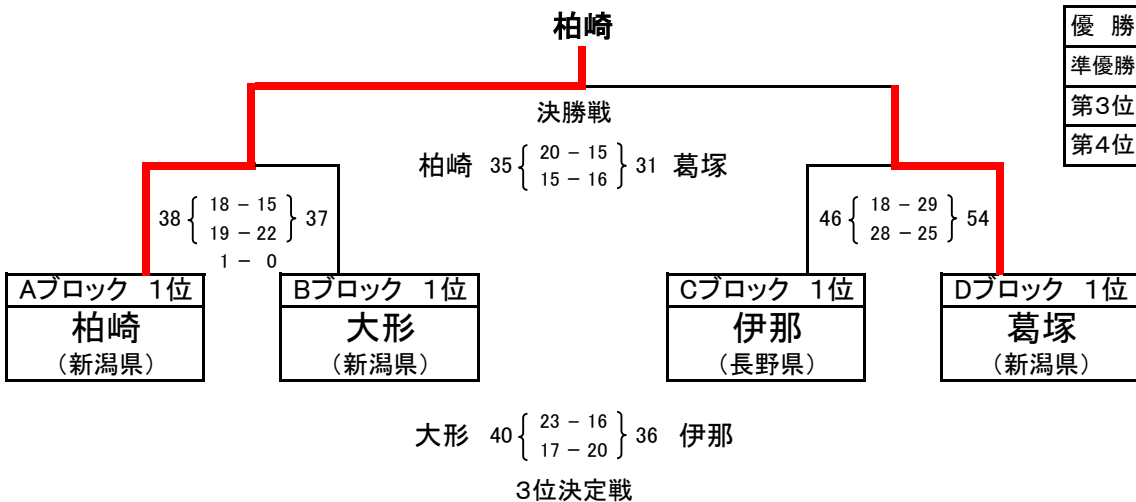 柏崎
優 勝
準優勝
第3位
第4位
決勝戦
柏崎 35 { 20 - 15 } 31 葛塚
15 - 16
38 { 18 - 15 } 37
19 - 22
1 - 0
46 { 18 - 29 } 54
28 - 25
Aブロック 1位
柏崎
(新潟県)
Bブロック 1位
大形
(新潟県)
Cブロック 1位
伊那
(長野県)
Dブロック 1位
葛塚
(新潟県)
大形 40 { 23 - 16 } 36 伊那
17 - 20
3位決定戦